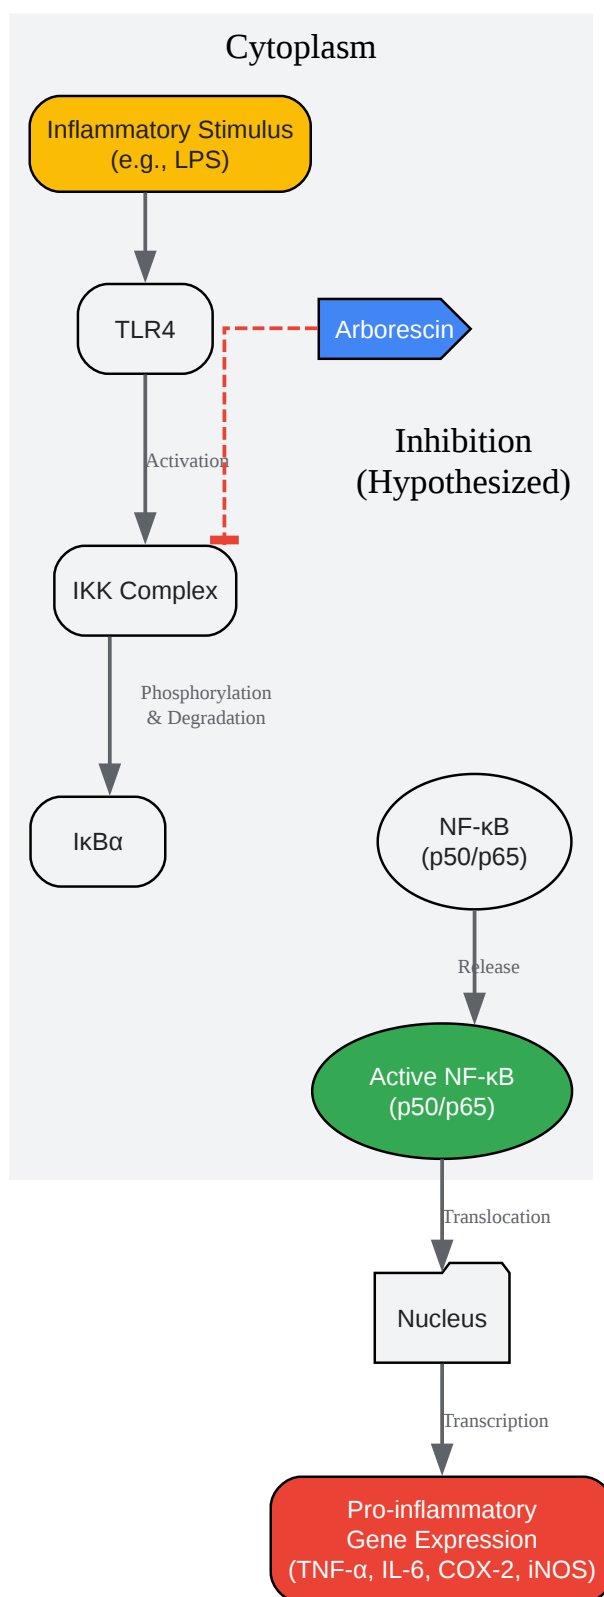 Cytoplasm
Inflammatory Stimulus
(e.g., LPS)
TLR4
Arborescin
Inhibition
(Hypothesized)
Activation
IKK Complex
Phosphorylation
& Degradation
IκBα
NF-κB
(p50/p65)
Release
Active NF-κB
(p50/p65)
Translocation
Nucleus
Transcription
Pro-inflammatory
Gene Expression
(TNF-α, IL-6, COX-2, iNOS)